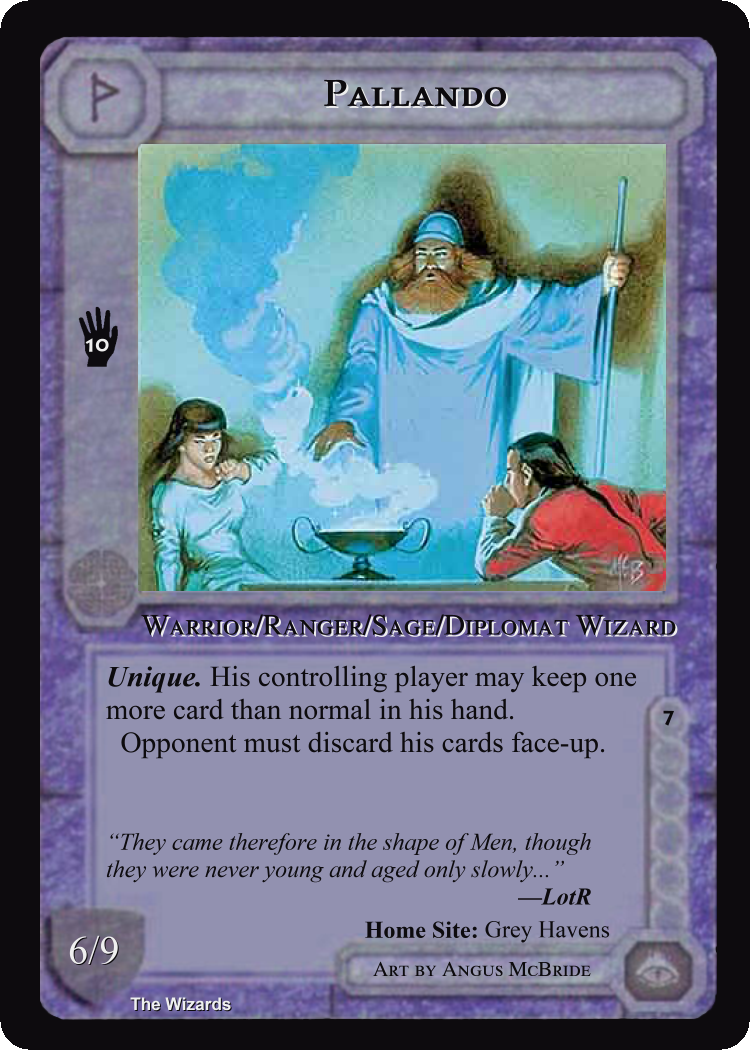 PALLANDO
10
McB
WARRIOR/RANGER/SAGE/DIPLOMAT WIZARD
Unique. His controlling player may keep one
more card than normal in his hand.
Opponent must discard his cards face-up.
7
“They came therefore in the shape of Men, though
they were never young and aged only slowly...”
—LotR
Home Site: Grey Havens
6/9
ART BY ANGUS MCBRIDE
The Wizards